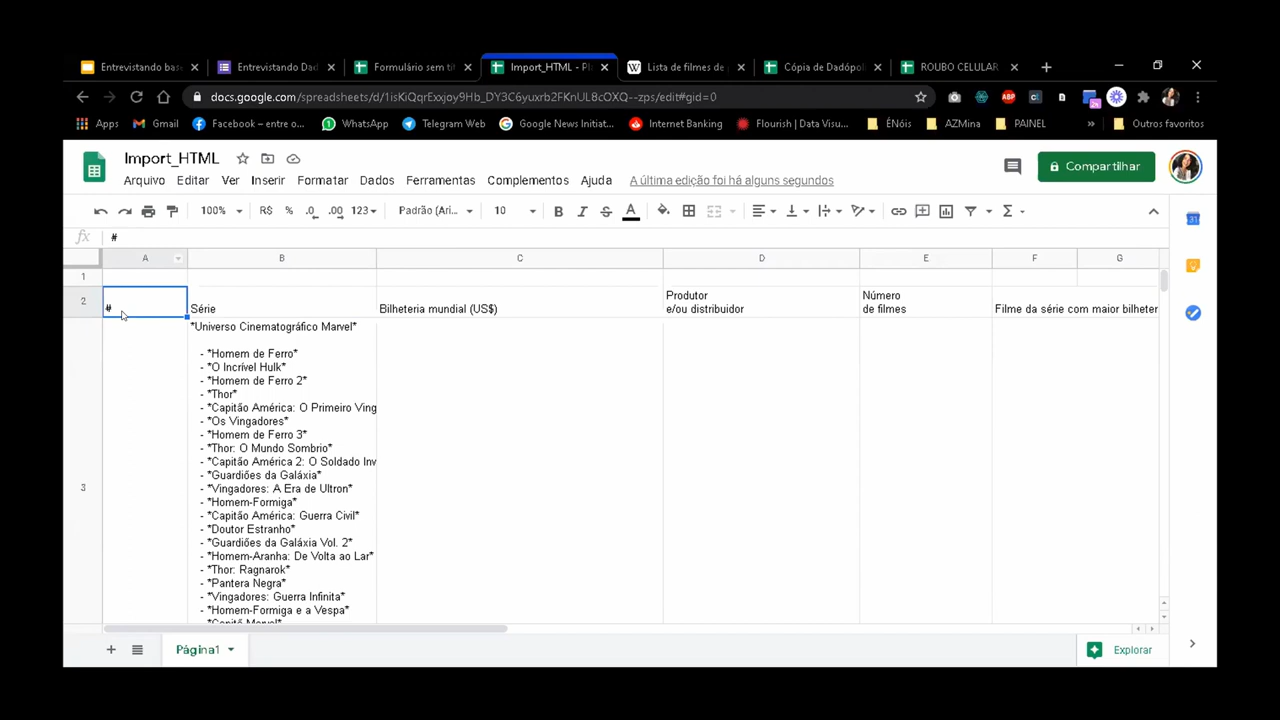 Entrevistando bas
Entrevistando Dad
Formulário sem tít
Import_HTML - Pl
Lista de filmes de
Cópia de Dadópol
ROUBO CELULAR
docs.google.com/spreadsheets/d/1isKiQqrExxjoy9Hb_DY3C6yuxrb2FKnUL8cOXQ--zps/edit#gid=0
Apps
Gmail
Facebook – entre o...
WhatsApp
Telegram Web
Google News Initiat...
Internet Banking
Flourish | Data Visu...
ÉNóis
AZMina
PAINEL
»
Outros favoritos
Import_HTML
Arquivo Editar Ver Inserir Formatar Dados Ferramentas Complementos Ajuda A última edição foi há alguns segundos
Compartilhar
100% R$ % .0 .00 123 Padrão (Ari... 10 B I S A
fx #
A B C D E F G
1
2
# Série Bilheteria mundial (US$)
Produtor
e/ou distribuidor
Número
de filmes
Filme da série com maior bilheter
3
*Universo Cinematográfico Marvel*
- *Homem de Ferro*
- *O Incrível Hulk*
- *Homem de Ferro 2*
- *Thor*
- *Capitão América: O Primeiro Ving
- *Os Vingadores*
- *Homem de Ferro 3*
- *Thor: O Mundo Sombrio*
- *Capitão América 2: O Soldado Inv
- *Guardiões da Galáxia*
- *Vingadores: A Era de Ultron*
- *Homem-Formiga*
- *Capitão América: Guerra Civil*
- *Doutor Estranho*
- *Guardiões da Galáxia Vol. 2*
- *Homem-Aranha: De Volta ao Lar*
- *Thor: Ragnarok*
- *Pantera Negra*
- *Vingadores: Guerra Infinita*
- *Homem-Formiga e a Vespa*
- *Capitã Marvel*
Página1
Explorar